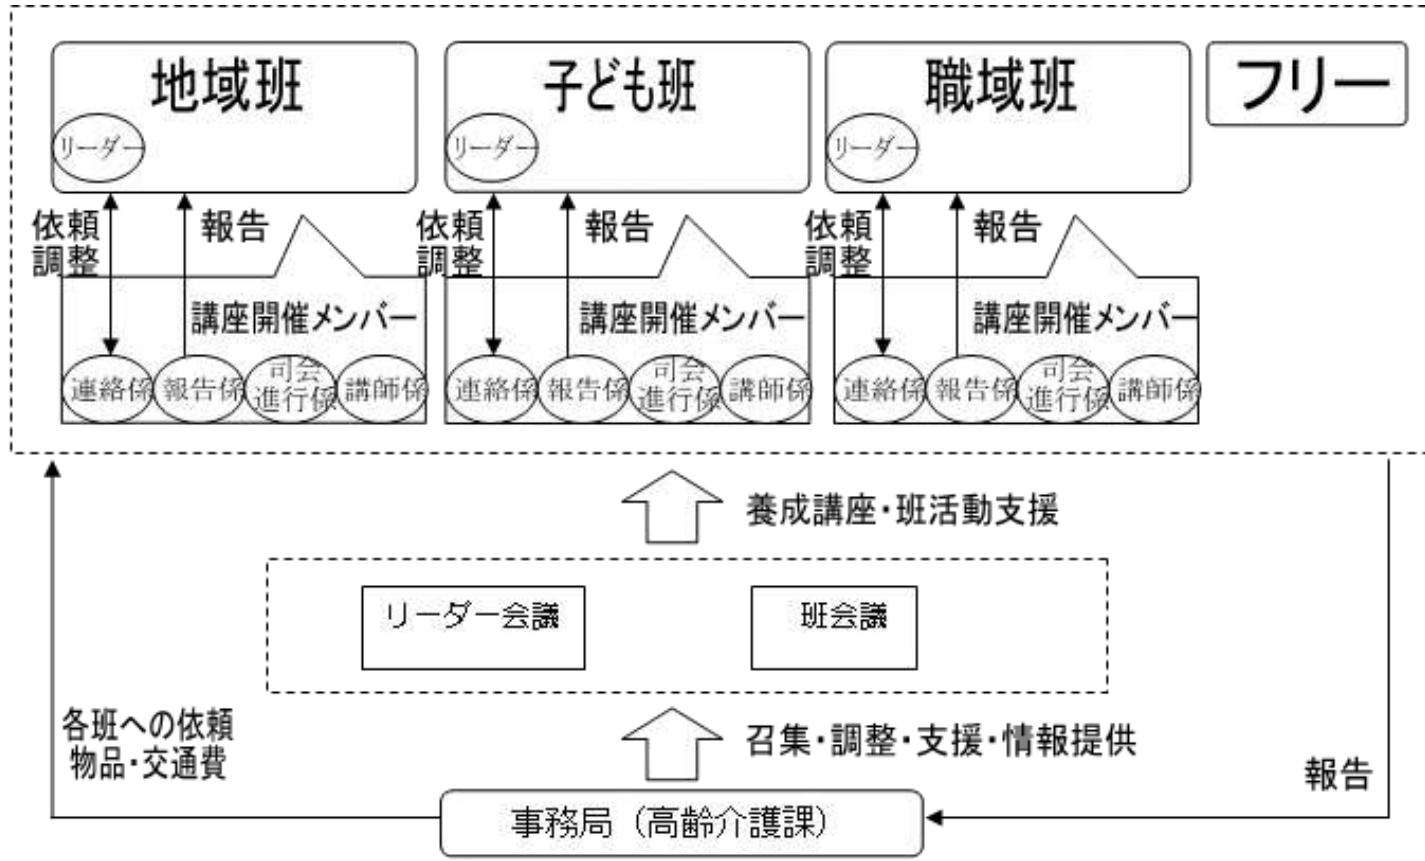 地域班
リーダー
子ども班
リーダー
職域班
リーダー
フリー
依頼
調整
報告
依頼
調整
報告
依頼
調整
報告
講座開催メンバー
連絡係
報告係
司会
進行係
講師係
講座開催メンバー
連絡係
報告係
司会
進行係
講師係
講座開催メンバー
連絡係
報告係
司会
進行係
講師係
養成講座・班活動支援
リーダー会議
班会議
各班への依頼
物品・交通費
召集・調整・支援・情報提供
報告
事務局（高齢介護課）